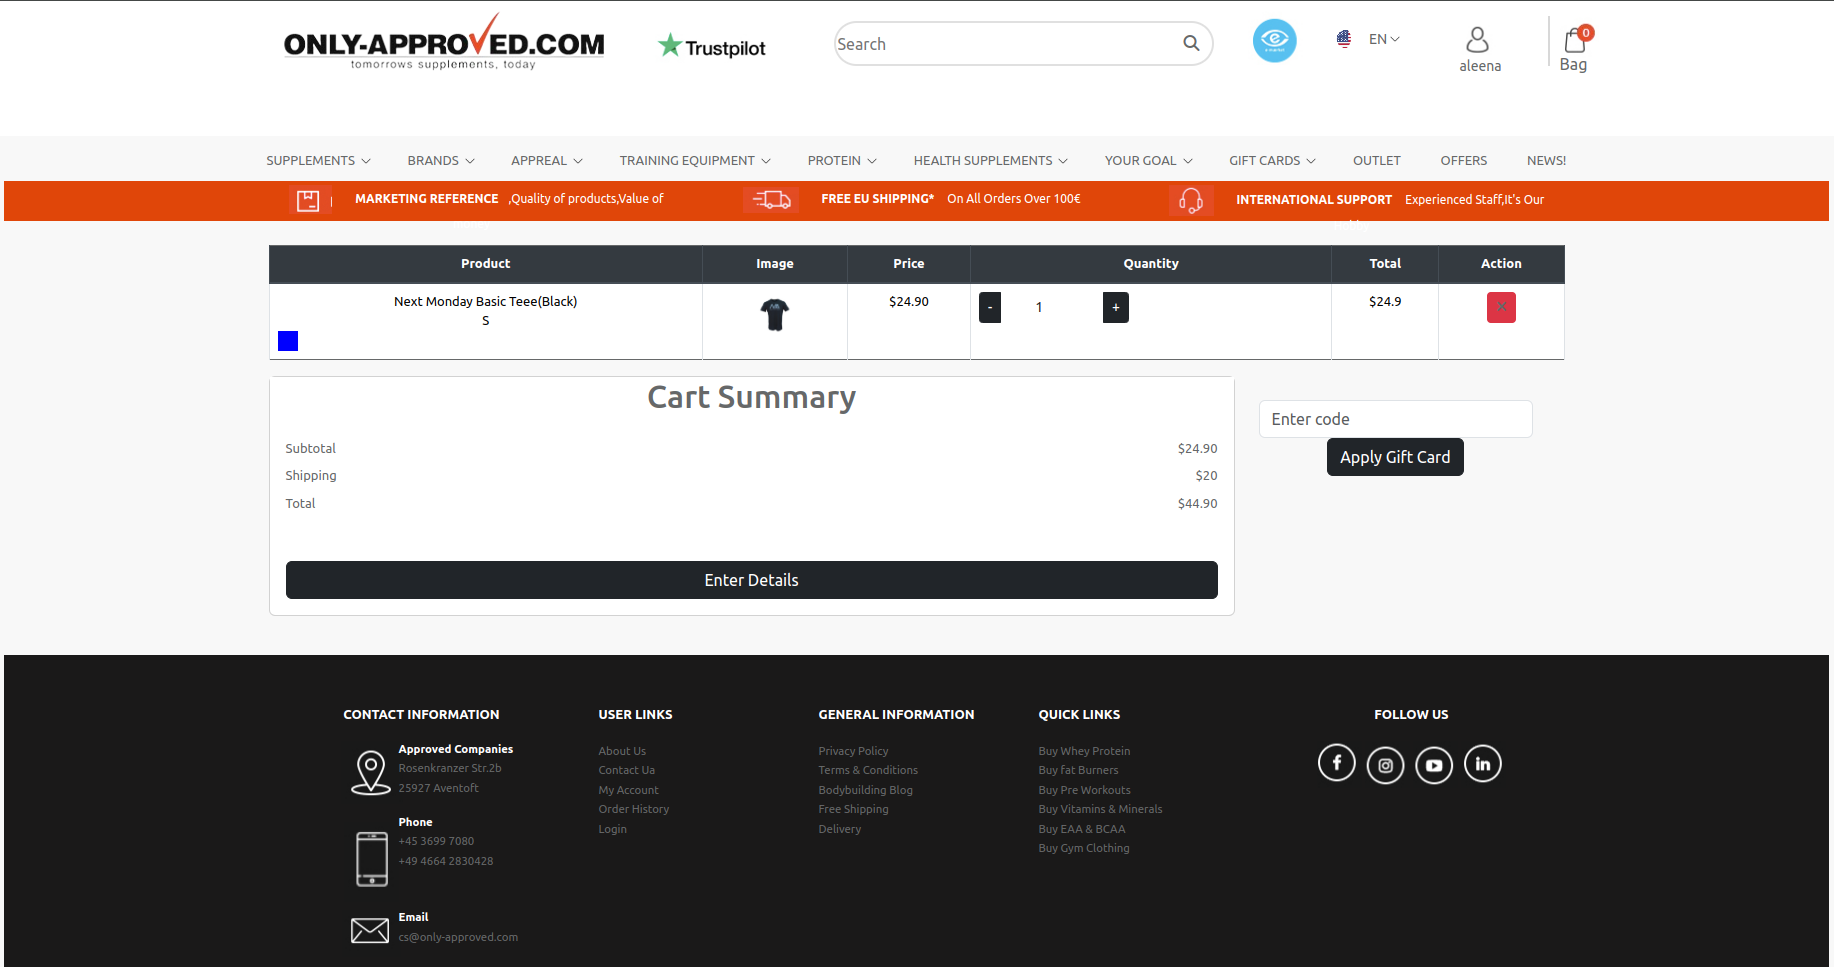 ONLY-APPROVED.COM
tomorrows supplements, today
Trustpilot
Search
EN
aleena
0
Bag
SUPPLEMENTS BRANDS APPREAL TRAINING EQUIPMENT PROTEIN HEALTH SUPPLEMENTS YOUR GOAL GIFT CARDS OUTLET OFFERS NEWS!
MARKETING REFERENCE ,Quality of products,Value of
money
FREE EU SHIPPING* On All Orders Over 100€
INTERNATIONAL SUPPORT Experienced Staff,It's Our
Hobby
Product Image Price Quantity Total Action
Next Monday Basic Teee(Black) $24.90 - 1 + $24.9 ×
S
Cart Summary
Subtotal $24.90
Shipping $20
Total $44.90
Enter Details
Enter code
Apply Gift Card
CONTACT INFORMATION
Approved Companies
Rosenkranzer Str.2b
25927 Aventoft
Phone
+45 3699 7080
+49 4664 2830428
Email
cs@only-approved.com
USER LINKS
About Us
Contact Ua
My Account
Order History
Login
GENERAL INFORMATION
Privacy Policy
Terms & Conditions
Bodybuilding Blog
Free Shipping
Delivery
QUICK LINKS
Buy Whey Protein
Buy fat Burners
Buy Pre Workouts
Buy Vitamins & Minerals
Buy EAA & BCAA
Buy Gym Clothing
FOLLOW US